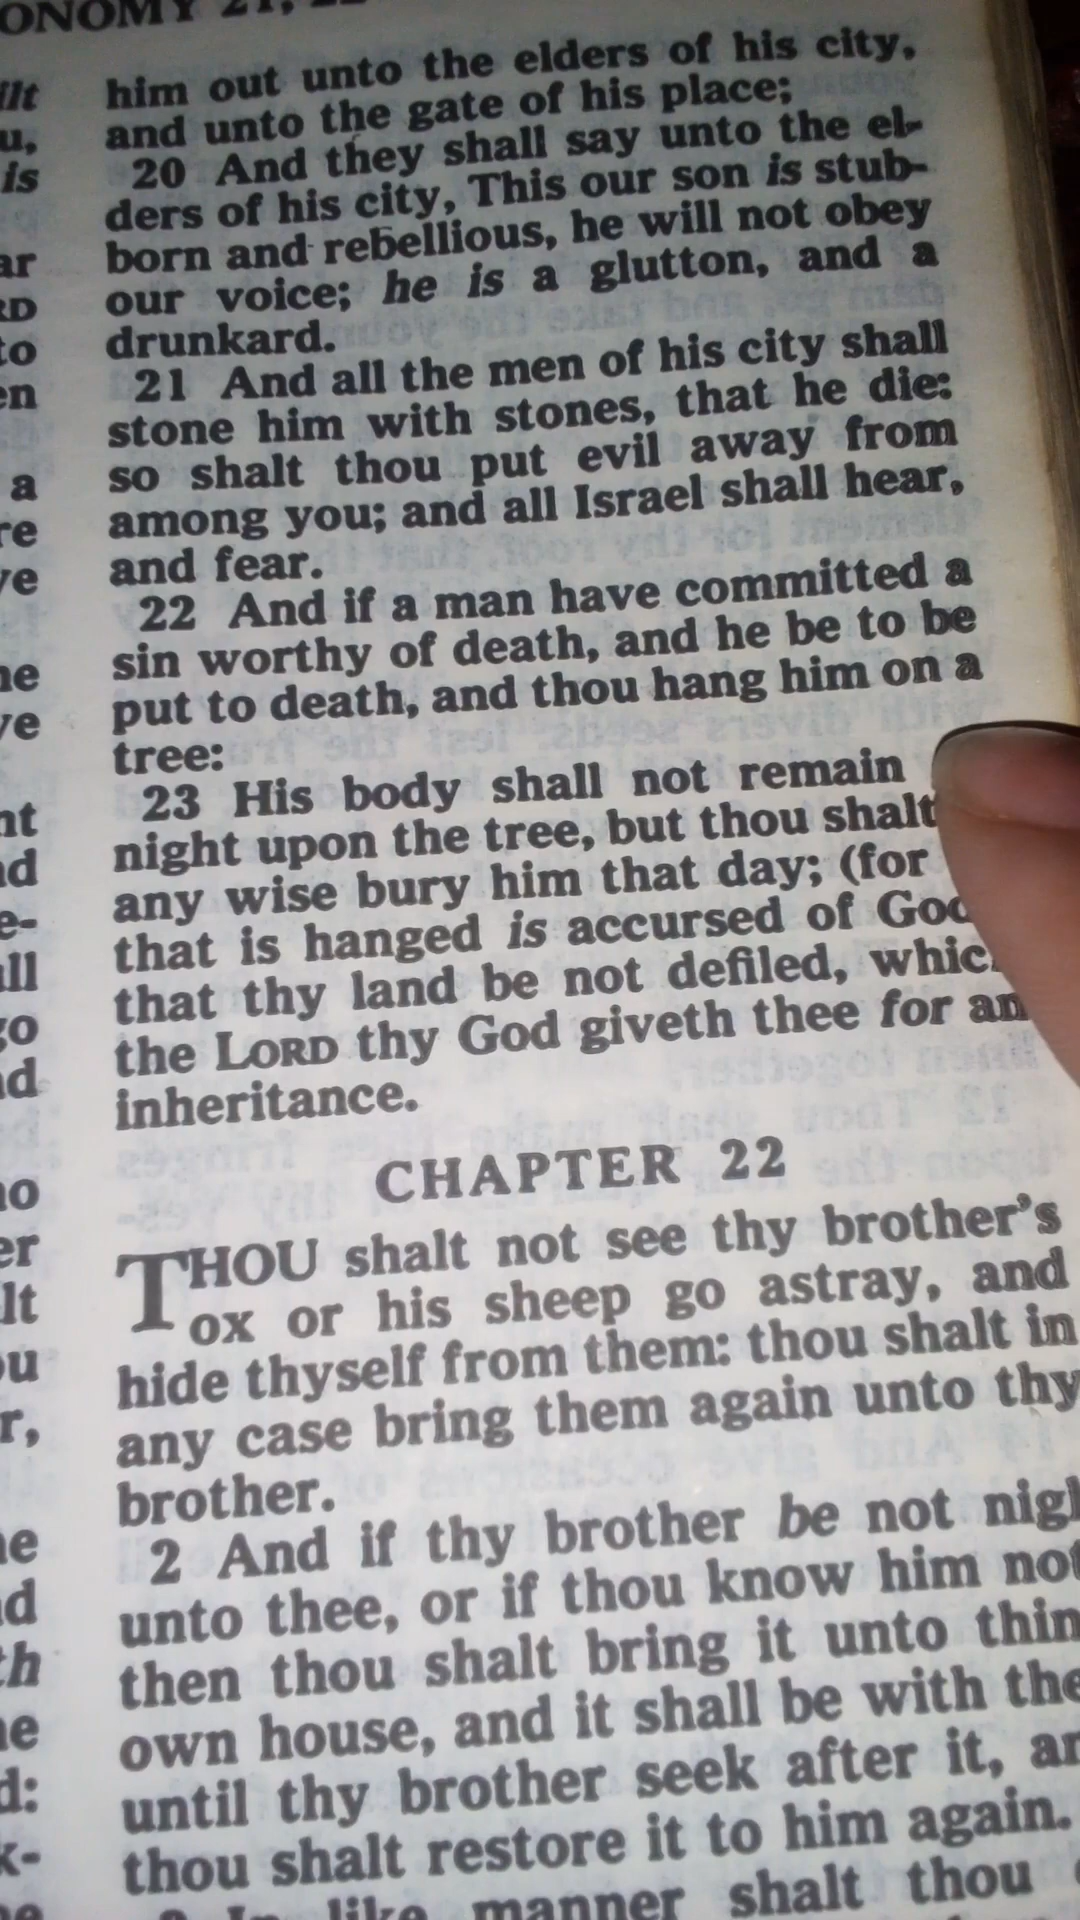 ONOMY 21, 22
him out unto the elders of his city,
and unto the gate of his place;
20 And they shall say unto the el-
ders of his city, This our son is stub-
born and rebellious, he will not obey
our voice; he is a glutton, and a
drunkard.
21 And all the men of his city shall
stone him with stones, that he die:
so shalt thou put evil away from
among you; and all Israel shall hear,
and fear.
22 And if a man have committed a
sin worthy of death, and he be to be
put to death, and thou hang him on a
tree:
23 His body shall not remain
night upon the tree, but thou shalt
any wise bury him that day; (for
that is hanged is accursed of God
that thy land be not defiled, whic
the LORD thy God giveth thee for an
inheritance.
CHAPTER 22
THOU shalt not see thy brother's
ox or his sheep go astray, and
hide thyself from them: thou shalt in
any case bring them again unto thy
brother.
2 And if thy brother be not nigh
unto thee, or if thou know him not
then thou shalt bring it unto thin
own house, and it shall be with the
until thy brother seek after it, an
thou shalt restore it to him again.
In like manner shalt thou